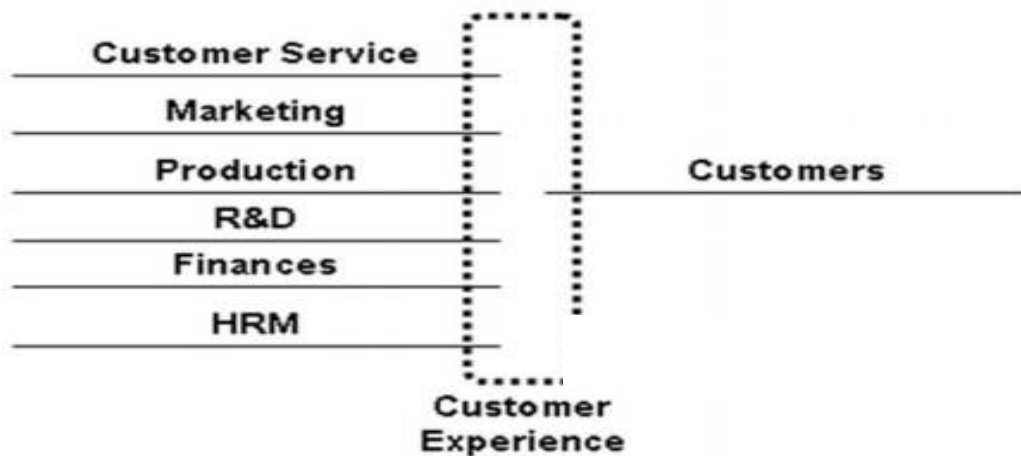 Customer Service
Marketing
Production
Customers
R&D
Finances
HRM
Customer
Experience